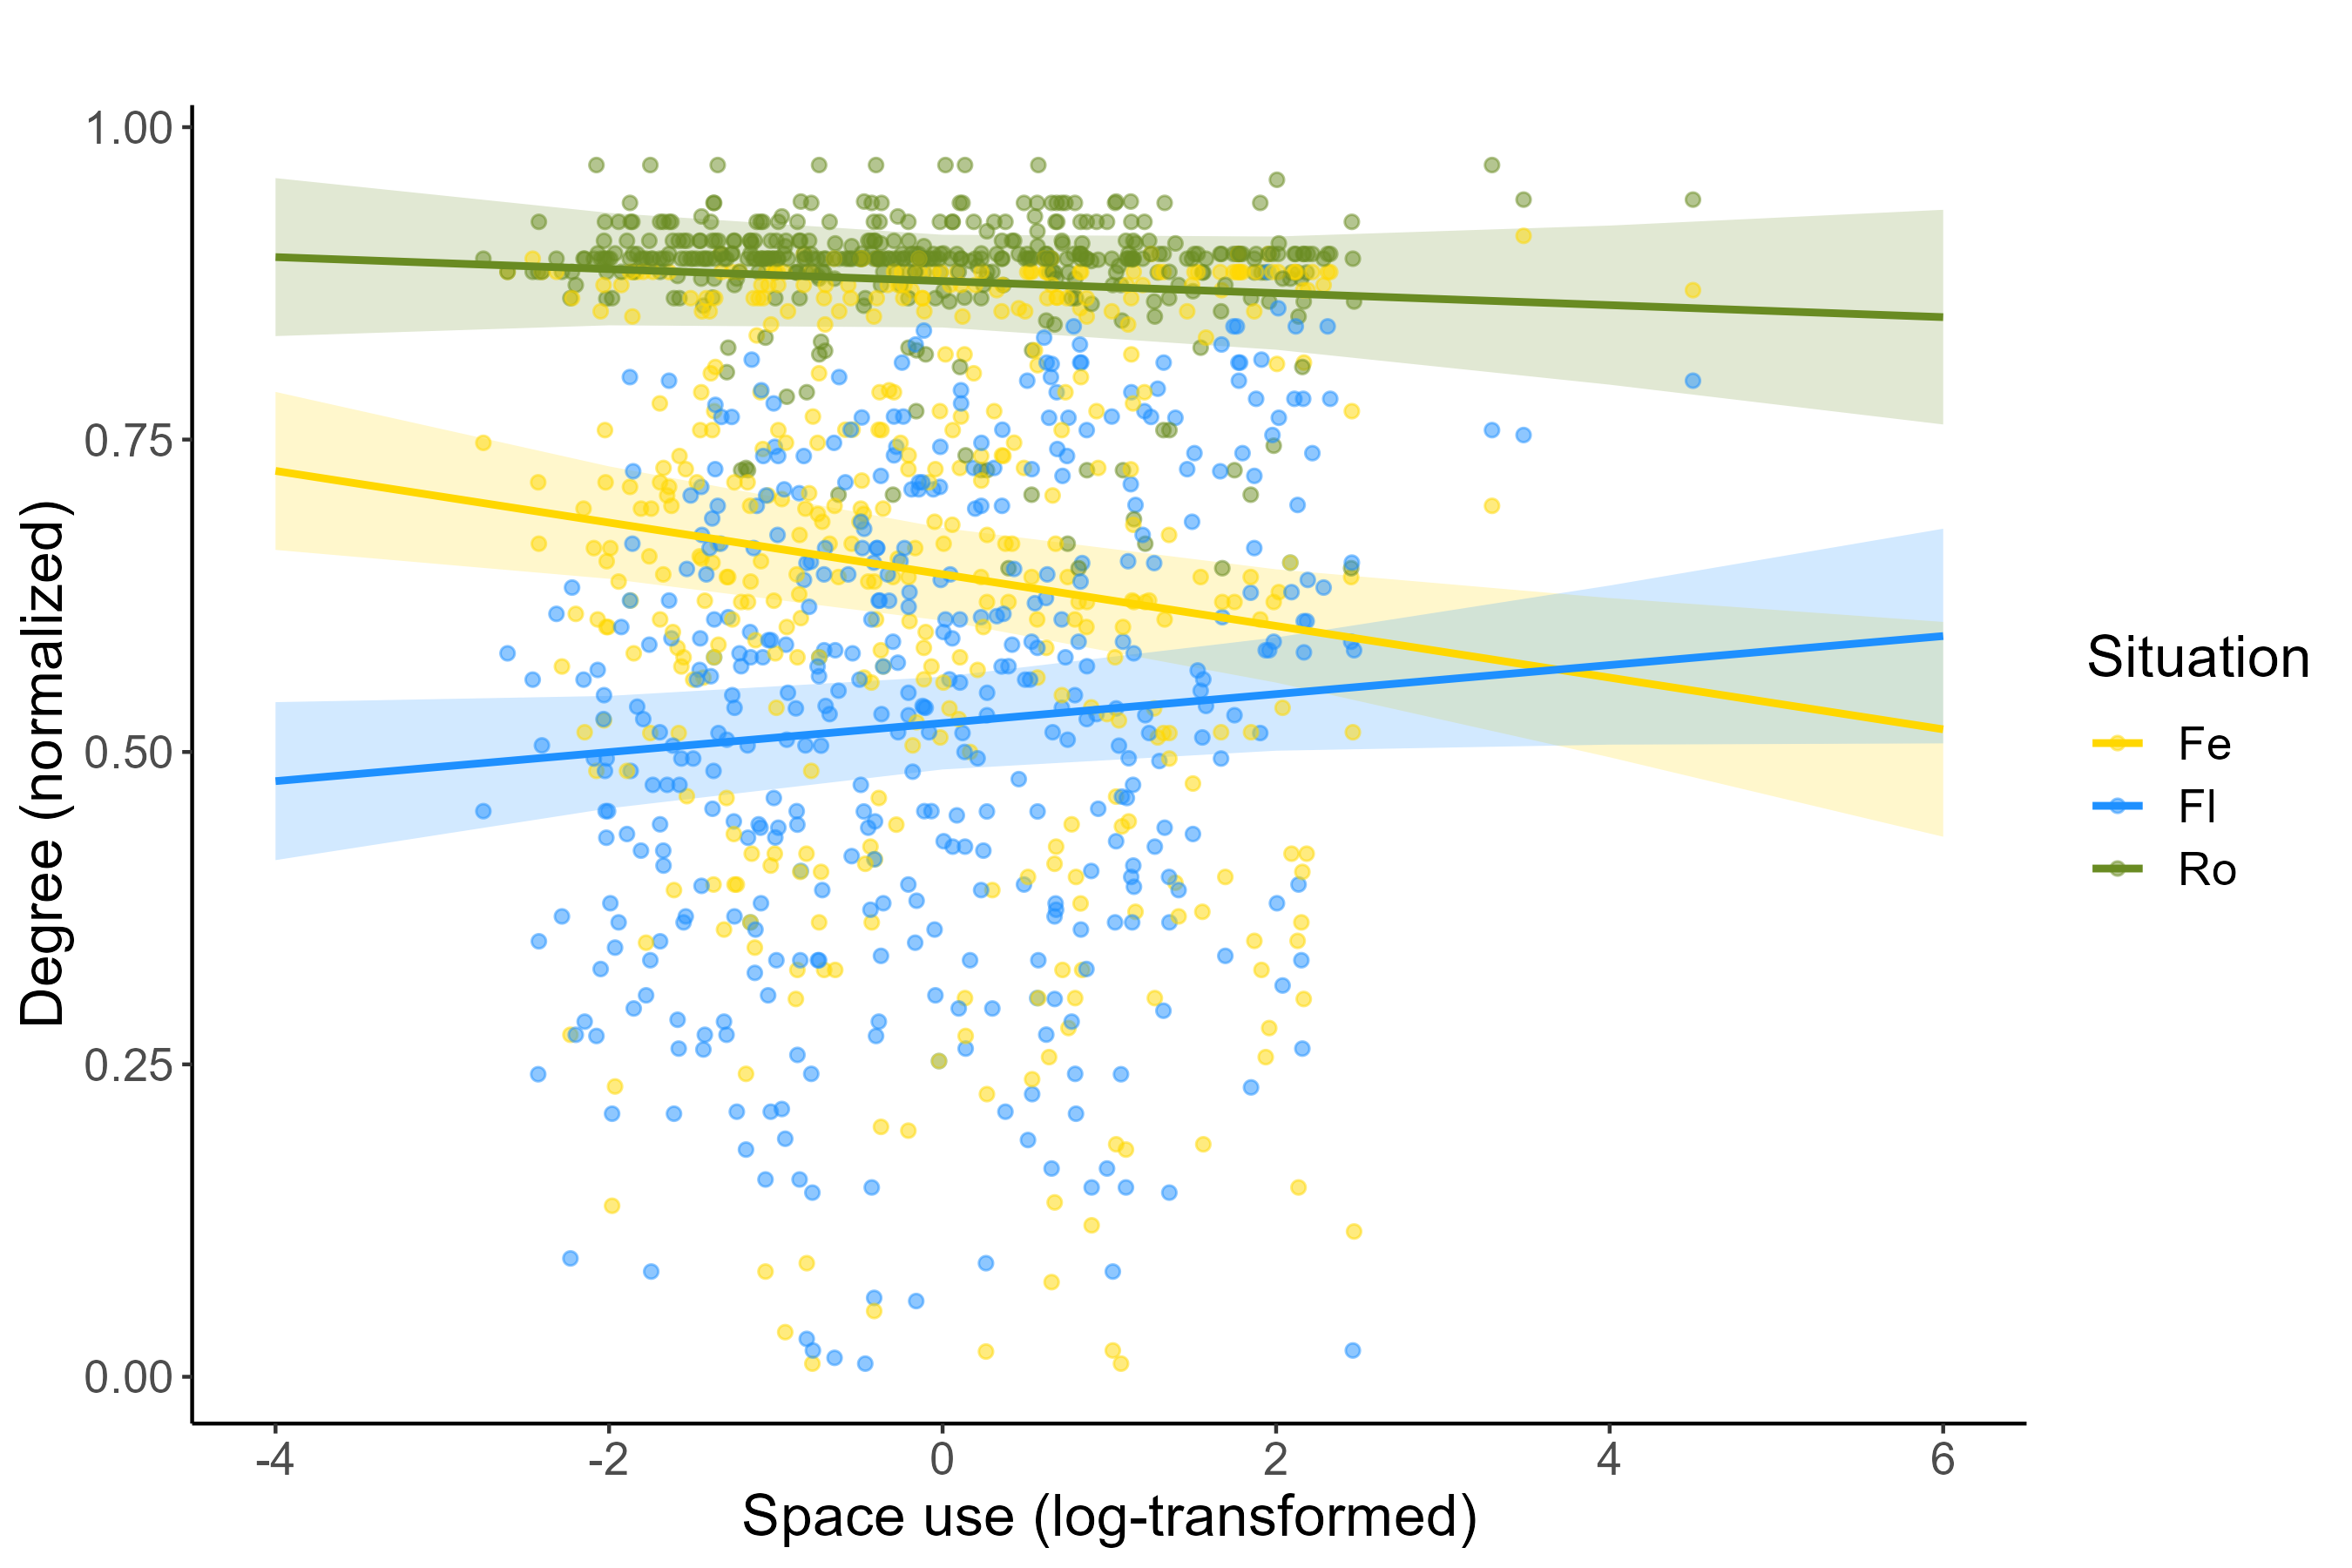 1.00
0.75
0.50
0.25
0.00
Degree (normalized)
-4 -2 0 2 4 6
Space use (log-transformed)
Situation
Fe
Fl
Ro